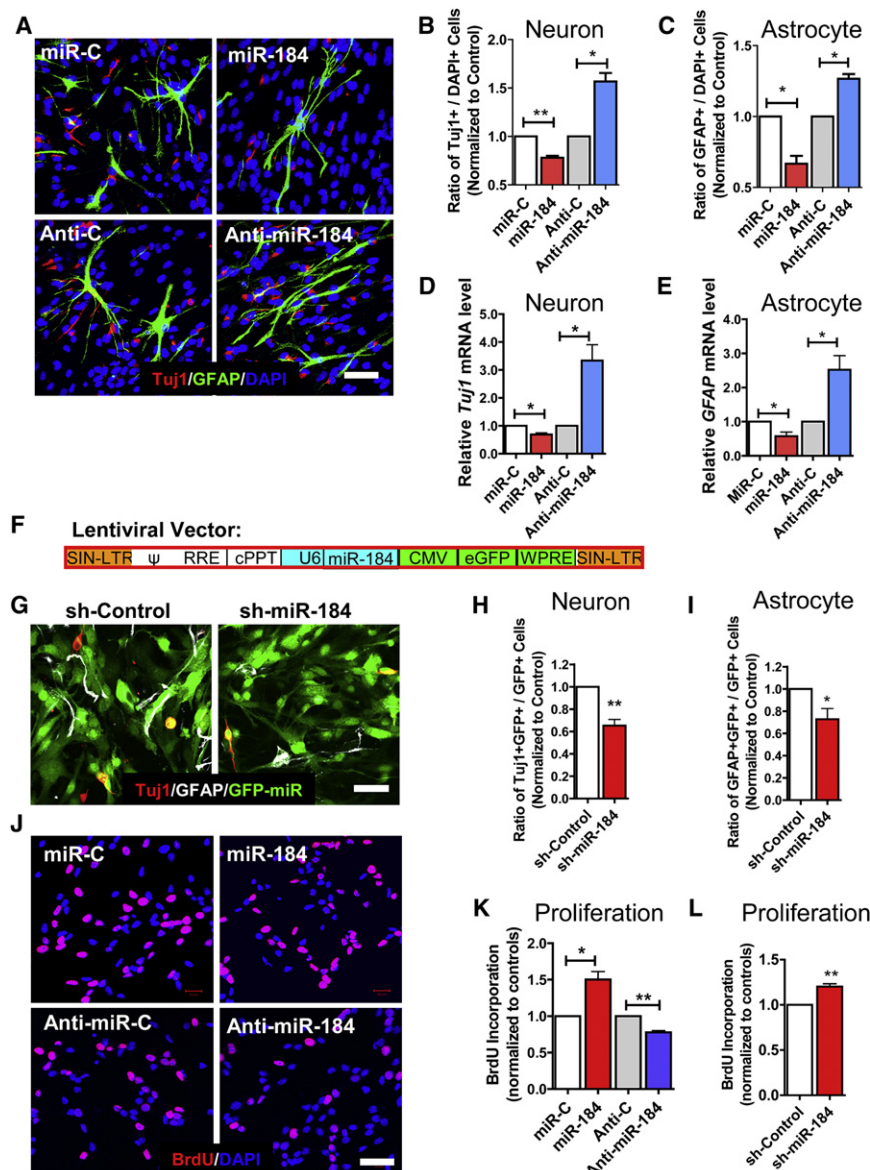 A
miR-C
miR-184
Anti-C
Anti-miR-184
Tuj1/GFAP/DAPI
B
Neuron
Ratio of Tuj1+ / DAPI+ Cells
(Normalized to Control)
2.0
1.5
1.0
0.5
**
*
miR-C
miR-184
Anti-C
Anti-miR-184
C
Astrocyte
Ratio of GFAP+ / DAPI+ Cells
(Normalized to Control)
1.5
1.0
0.5
*
*
miR-C
miR-184
Anti-C
Anti-miR-184
D
Neuron
Relative Tuj1 mRNA level
5.0
4.0
3.0
2.0
1.0
0.0
*
*
miR-C
miR-184
Anti-C
Anti-miR-184
E
Astrocyte
Relative GFAP mRNA level
4.0
3.0
2.0
1.0
0.0
*
*
MiR-C
miR-184
Anti-C
Anti-miR-184
F
Lentiviral Vector:
SIN-LTR Ψ RRE cPPT U6 miR-184 CMV eGFP WPRE SIN-LTR
G
sh-Control
sh-miR-184
Tuj1/GFAP/GFP-miR
H
Neuron
Ratio of Tuj1+GFP+ / GFP+ Cells
(Normalized to Control)
1.2
1.0
0.8
0.6
0.4
0.2
0.0
**
sh-Control
sh-miR-184
I
Astrocyte
Ratio of GFAP+GFP+ / GFP+ Cells
(Normalized to Control)
1.2
1.0
0.8
0.6
0.4
0.2
0.0
*
sh-Control
sh-miR-184
J
miR-C
miR-184
Anti-miR-C
Anti-miR-184
BrdU/DAPI
K
Proliferation
BrdU Incorporation
(normalized to controls)
2.0
1.5
1.0
0.5
0.0
*
**
miR-C
miR-184
Anti-C
Anti-miR-184
L
Proliferation
BrdU Incorporation
(normalized to controls)
1.5
1.0
0.5
0.0
**
sh-Control
sh-miR-184